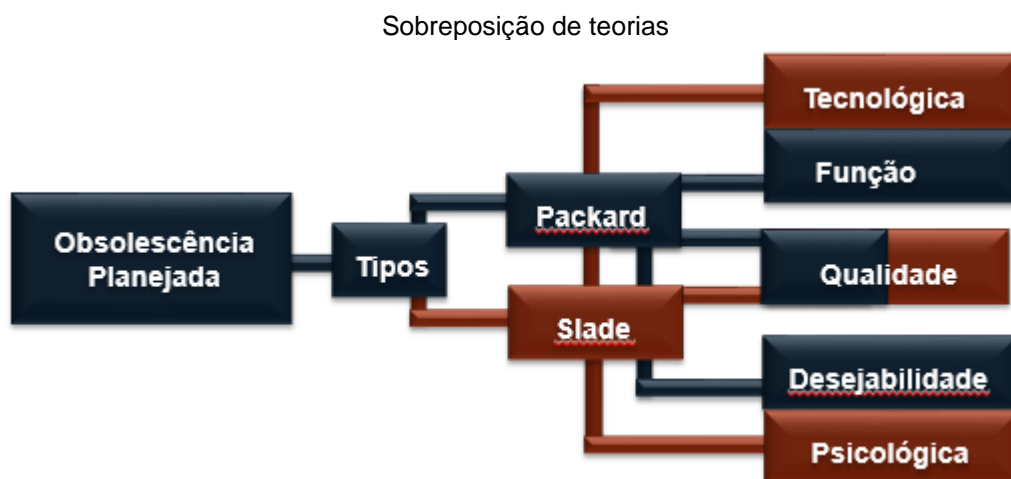 Sobreposição de teorias
Tecnológica
Função
Packard
Obsolescência
Planejada
Tipos
Qualidade
Slade
Desejabilidade
Psicológica